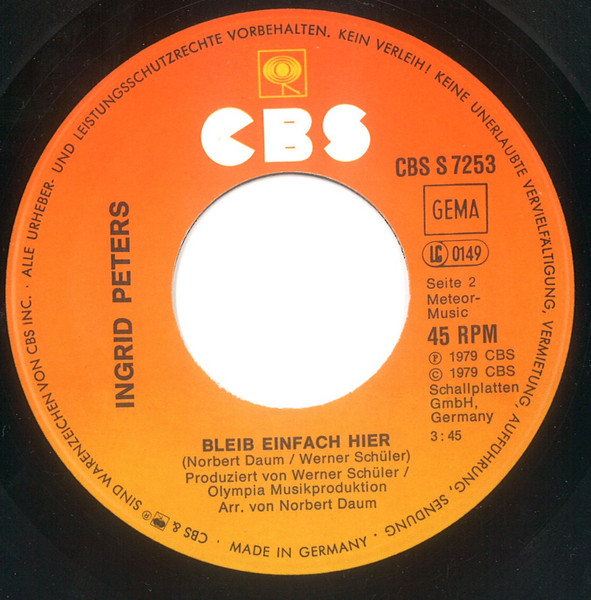 CBS
CBS S 7253
GEMA
LC 0149
Seite 2
Meteor-
Music
45 RPM
Ⓟ 1979 CBS
© 1979 CBS
Schallplatten
GmbH,
Germany
3:45
INGRID PETERS
BLEIB EINFACH HIER
(Norbert Daum / Werner Schüler)
Produziert von Werner Schüler /
Olympia Musikproduktion
Arr. von Norbert Daum
CBS & ® SIND WARENZEICHEN VON CBS INC. · ALLE URHEBER- UND LEISTUNGSSCHUTZRECHTE VORBEHALTEN. KEIN VERLEIH! KEINE UNERLAUBTE VERVIELFÄLTIGUNG, VERMIETUNG, AUFFÜHRUNG, SENDUNG
· MADE IN GERMANY ·